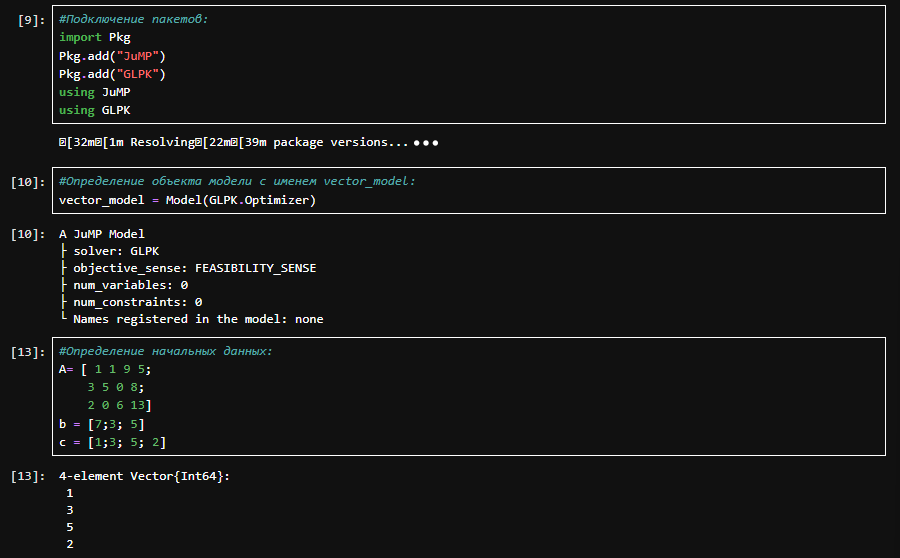 [9]: #Подключение пакетов:
import Pkg
Pkg.add("JuMP")
Pkg.add("GLPK")
using JuMP
using GLPK
[32m[1m Resolving[22m[39m package versions... •••
[10]: #Определение объекта модели с именем vector_model:
vector_model = Model(GLPK.Optimizer)
[10]: A JuMP Model
├ solver: GLPK
├ objective_sense: FEASIBILITY_SENSE
├ num_variables: 0
├ num_constraints: 0
└ Names registered in the model: none
[13]: #Определение начальных данных:
A= [ 1 1 9 5;
3 5 0 8;
2 0 6 13]
b = [7;3; 5]
c = [1;3; 5; 2]
[13]: 4-element Vector{Int64}:
1
3
5
2